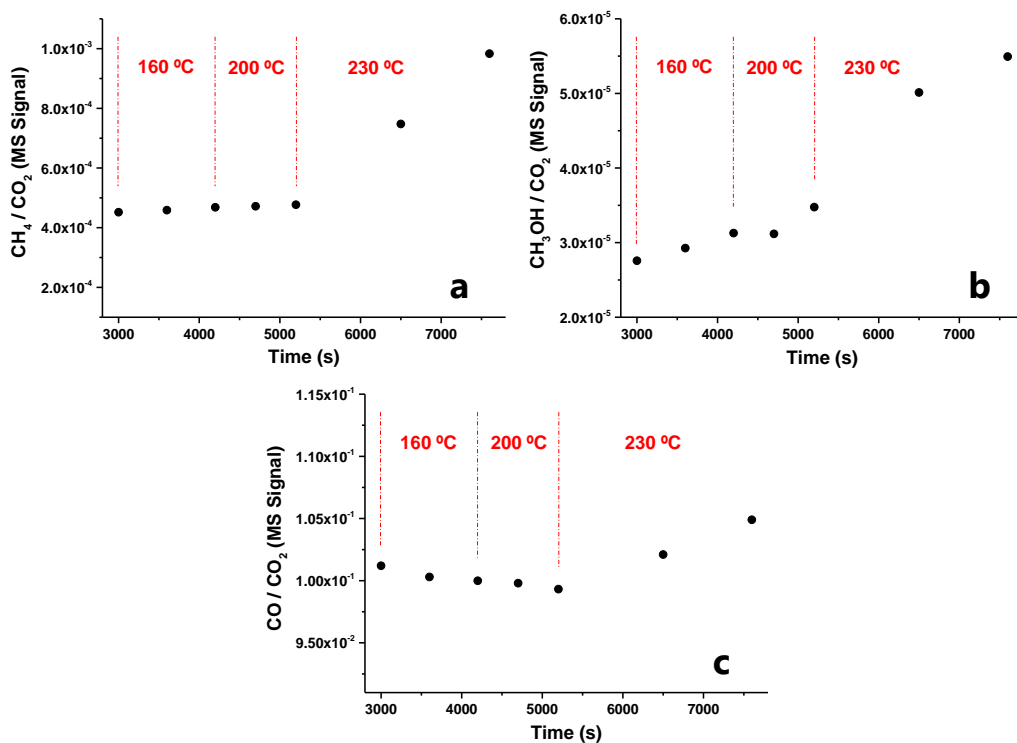 CH4 / CO2 (MS Signal)
1.0x10-3
8.0x10-4
6.0x10-4
4.0x10-4
2.0x10-4
160 ºC
200 ºC
230 ºC
a
3000
4000
5000
6000
7000
Time (s)
CH3OH / CO2 (MS Signal)
6.0x10-5
5.0x10-5
4.0x10-5
3.0x10-5
2.0x10-5
160 ºC
200 ºC
230 ºC
b
3000
4000
5000
6000
7000
Time (s)
CO / CO2 (MS Signal)
1.15x10-1
1.10x10-1
1.05x10-1
1.00x10-1
9.50x10-2
160 ºC
200 ºC
230 ºC
c
3000
4000
5000
6000
7000
Time (s)